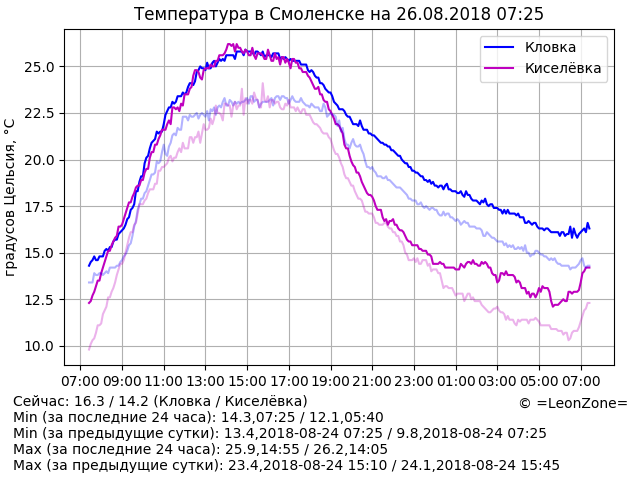 Температура в Смоленске на 26.08.2018 07:25
Кловка
Киселёвка
градусов Цельсия, °C
25.0
22.5
20.0
17.5
15.0
12.5
10.0
07:00 09:00 11:00 13:00 15:00 17:00 19:00 21:00 23:00 01:00 03:00 05:00 07:00
Сейчас: 16.3 / 14.2 (Кловка / Киселёвка)
© =LeonZone=
Min (за последние 24 часа): 14.3,07:25 / 12.1,05:40
Min (за предыдущие сутки): 13.4,2018-08-24 07:25 / 9.8,2018-08-24 07:25
Max (за последние 24 часа): 25.9,14:55 / 26.2,14:05
Max (за предыдущие сутки): 23.4,2018-08-24 15:10 / 24.1,2018-08-24 15:45